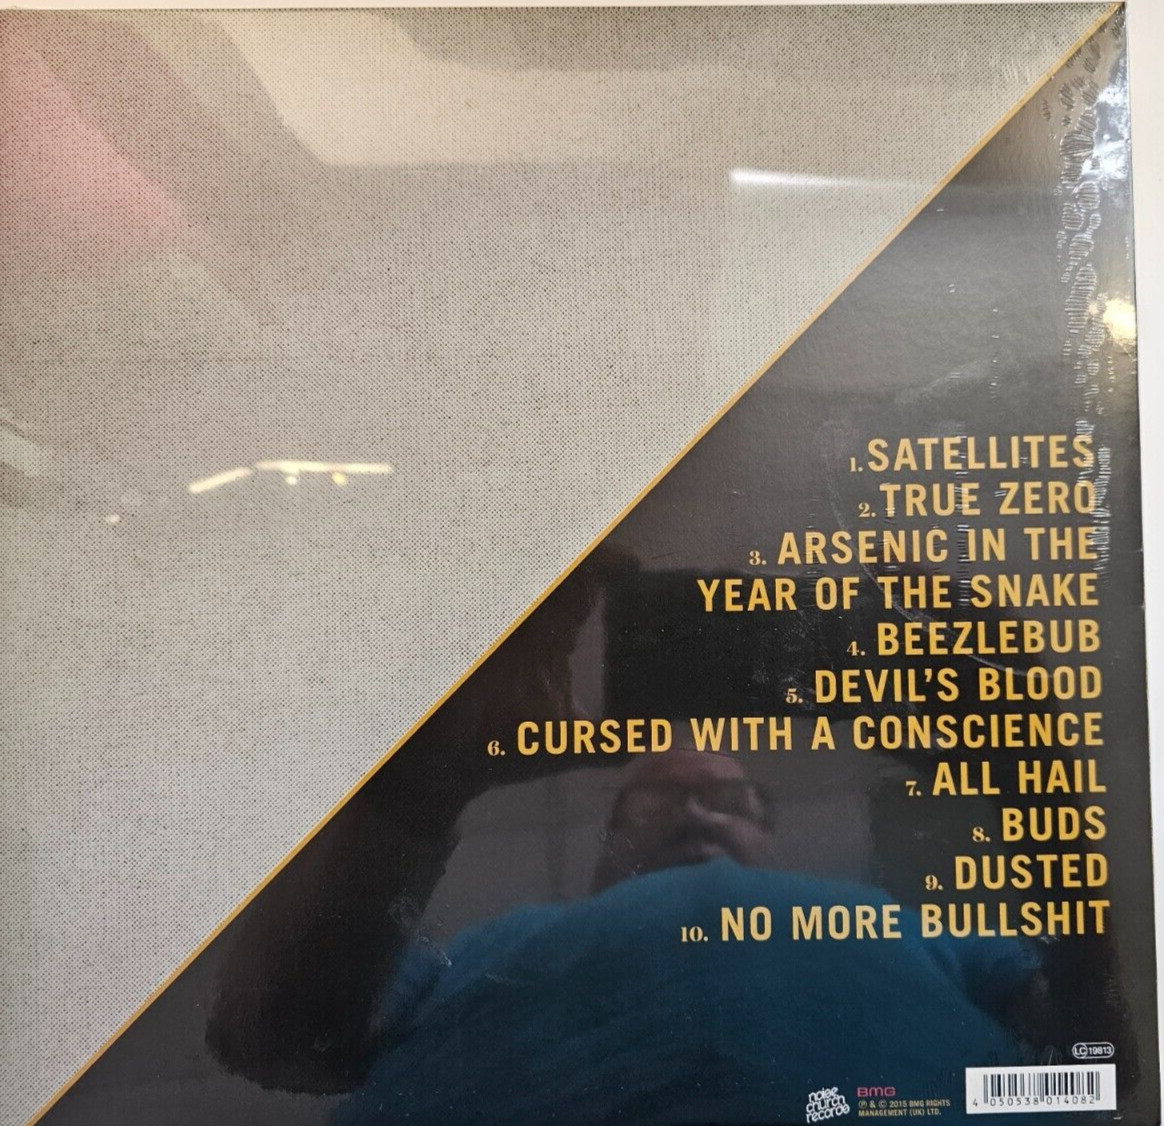 1. SATELLITES
2. TRUE ZERO
3. ARSENIC IN THE
YEAR OF THE SNAKE
4. BEEZLEBUB
5. DEVIL'S BLOOD
6. CURSED WITH A CONSCIENCE
7. ALL HAIL
8. BUDS
9. DUSTED
10. NO MORE BULLSHIT
LC 19813
noise
church
records
BMG
℗ & © 2015 BMG RIGHTS
MANAGEMENT (UK) LTD.
4 050538 014082